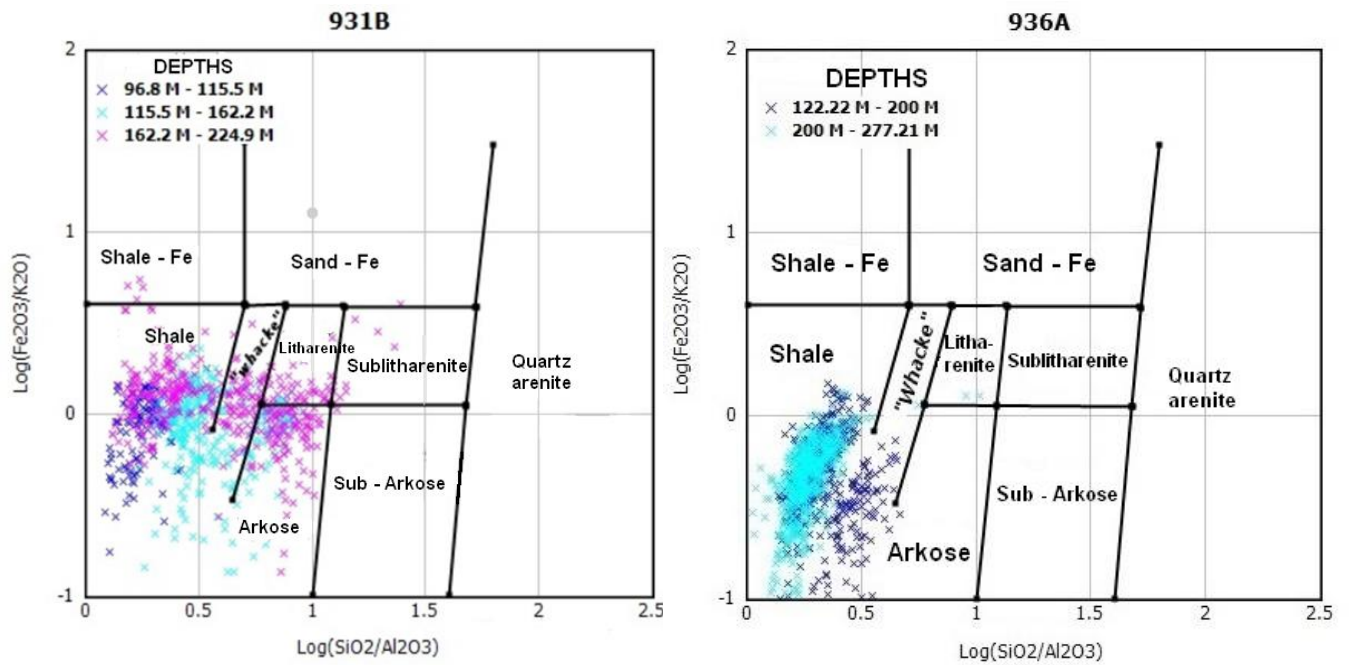 931B
2
DEPTHS
96.8 M - 115.5 M
115.5 M - 162.2 M
162.2 M - 224.9 M
1
Shale - Fe
Sand - Fe
Log(Fe2O3/K2O)
Shale
"whacke"
Litharenite
Sublitharenite
Quartz
arenite
0
Sub - Arkose
Arkose
-1
0
0.5
1
1.5
2
2.5
Log(SiO2/Al2O3)
936A
2
DEPTHS
122.22 M - 200 M
200 M - 277.21 M
1
Shale - Fe
Sand - Fe
Log(Fe2O3/K2O)
Shale
"Whacke"
Litha-
renite
Sublitharenite
Quartz
arenite
0
Sub - Arkose
Arkose
-1
0
0.5
1
1.5
2
2.5
Log(SiO2/Al2O3)